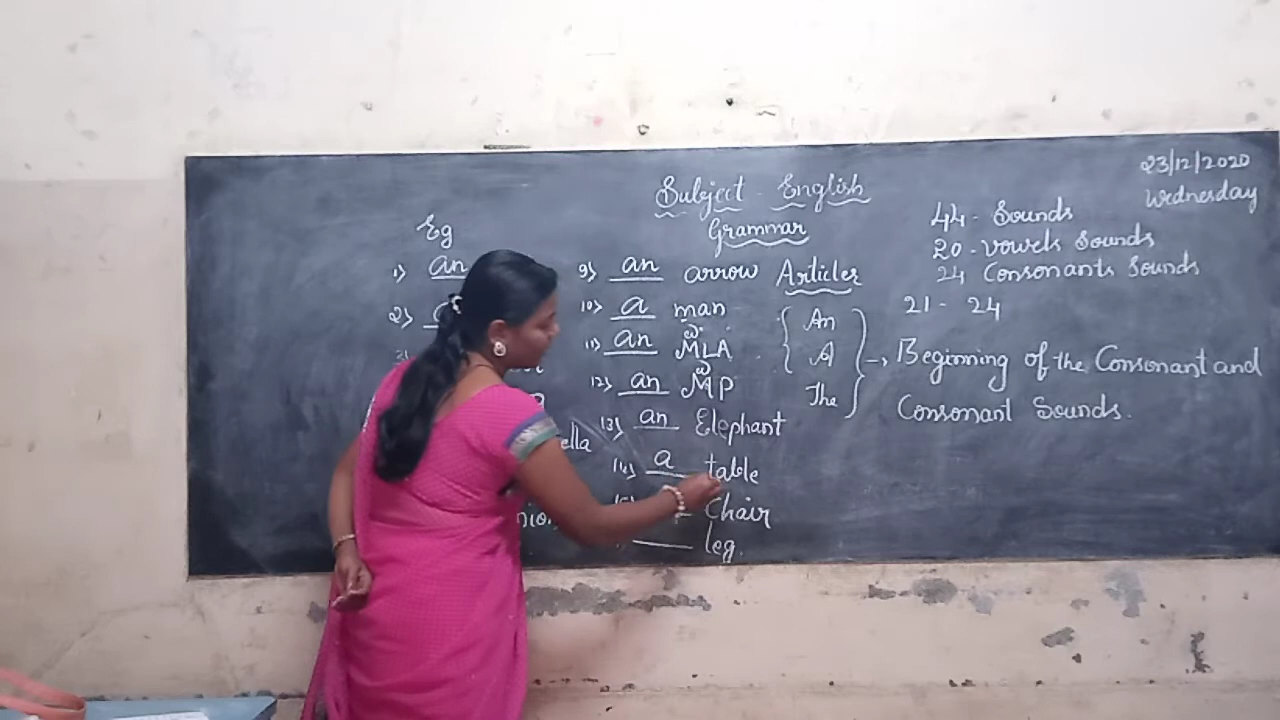 23/12/2020
Wednesday
Subject - English
Grammar
Articles
An
A
The
→ Beginning of the Consonant and
Consonant Sounds.
44 - Sounds
20 - vowels Sounds
24 Consonants Sounds
21 - 24
Eg
1) an
2)
9) an arrow
10) a man
11) an MLA
12) an MP
13) an Elephant
14) a table
Chair
leg.